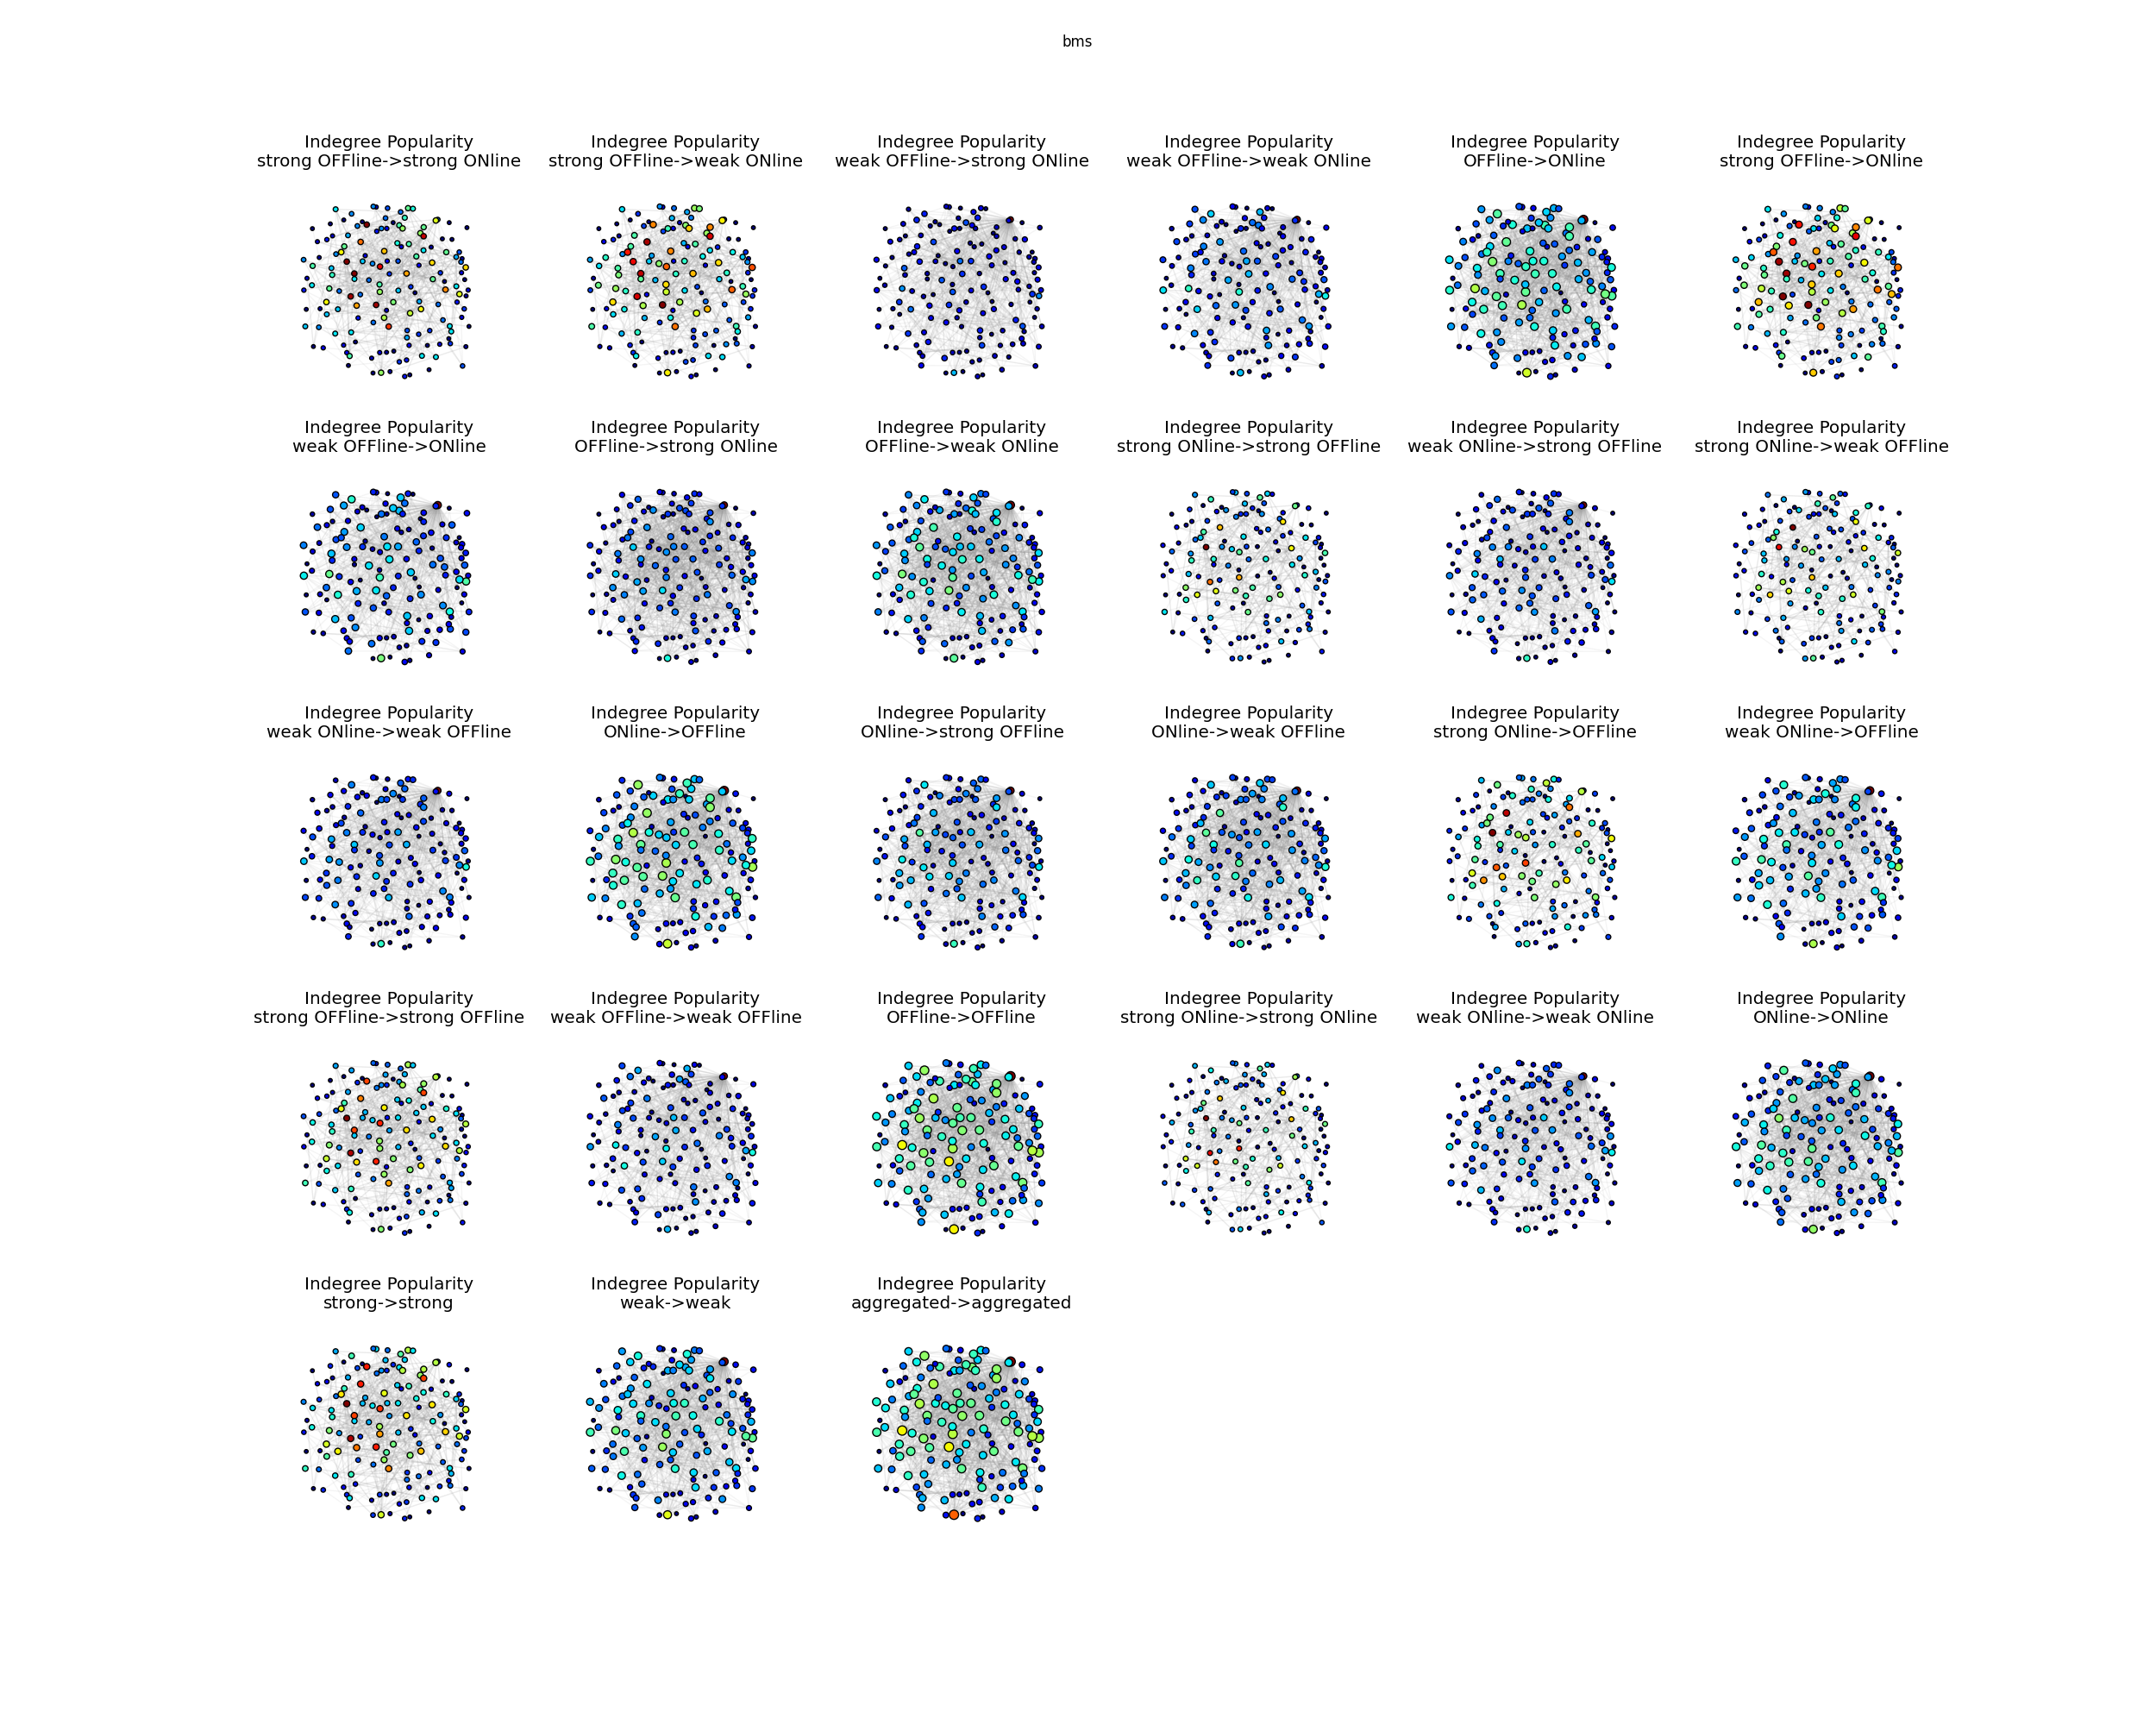 bms
Indegree Popularity
strong OFFline->strong ONline
Indegree Popularity
strong OFFline->weak ONline
Indegree Popularity
weak OFFline->strong ONline
Indegree Popularity
weak OFFline->weak ONline
Indegree Popularity
OFFline->ONline
Indegree Popularity
strong OFFline->ONline
Indegree Popularity
weak OFFline->ONline
Indegree Popularity
OFFline->strong ONline
Indegree Popularity
OFFline->weak ONline
Indegree Popularity
strong ONline->strong OFFline
Indegree Popularity
weak ONline->strong OFFline
Indegree Popularity
strong ONline->weak OFFline
Indegree Popularity
weak ONline->weak OFFline
Indegree Popularity
ONline->OFFline
Indegree Popularity
ONline->strong OFFline
Indegree Popularity
ONline->weak OFFline
Indegree Popularity
strong ONline->OFFline
Indegree Popularity
weak ONline->OFFline
Indegree Popularity
strong OFFline->strong OFFline
Indegree Popularity
weak OFFline->weak OFFline
Indegree Popularity
OFFline->OFFline
Indegree Popularity
strong ONline->strong ONline
Indegree Popularity
weak ONline->weak ONline
Indegree Popularity
ONline->ONline
Indegree Popularity
strong->strong
Indegree Popularity
weak->weak
Indegree Popularity
aggregated->aggregated